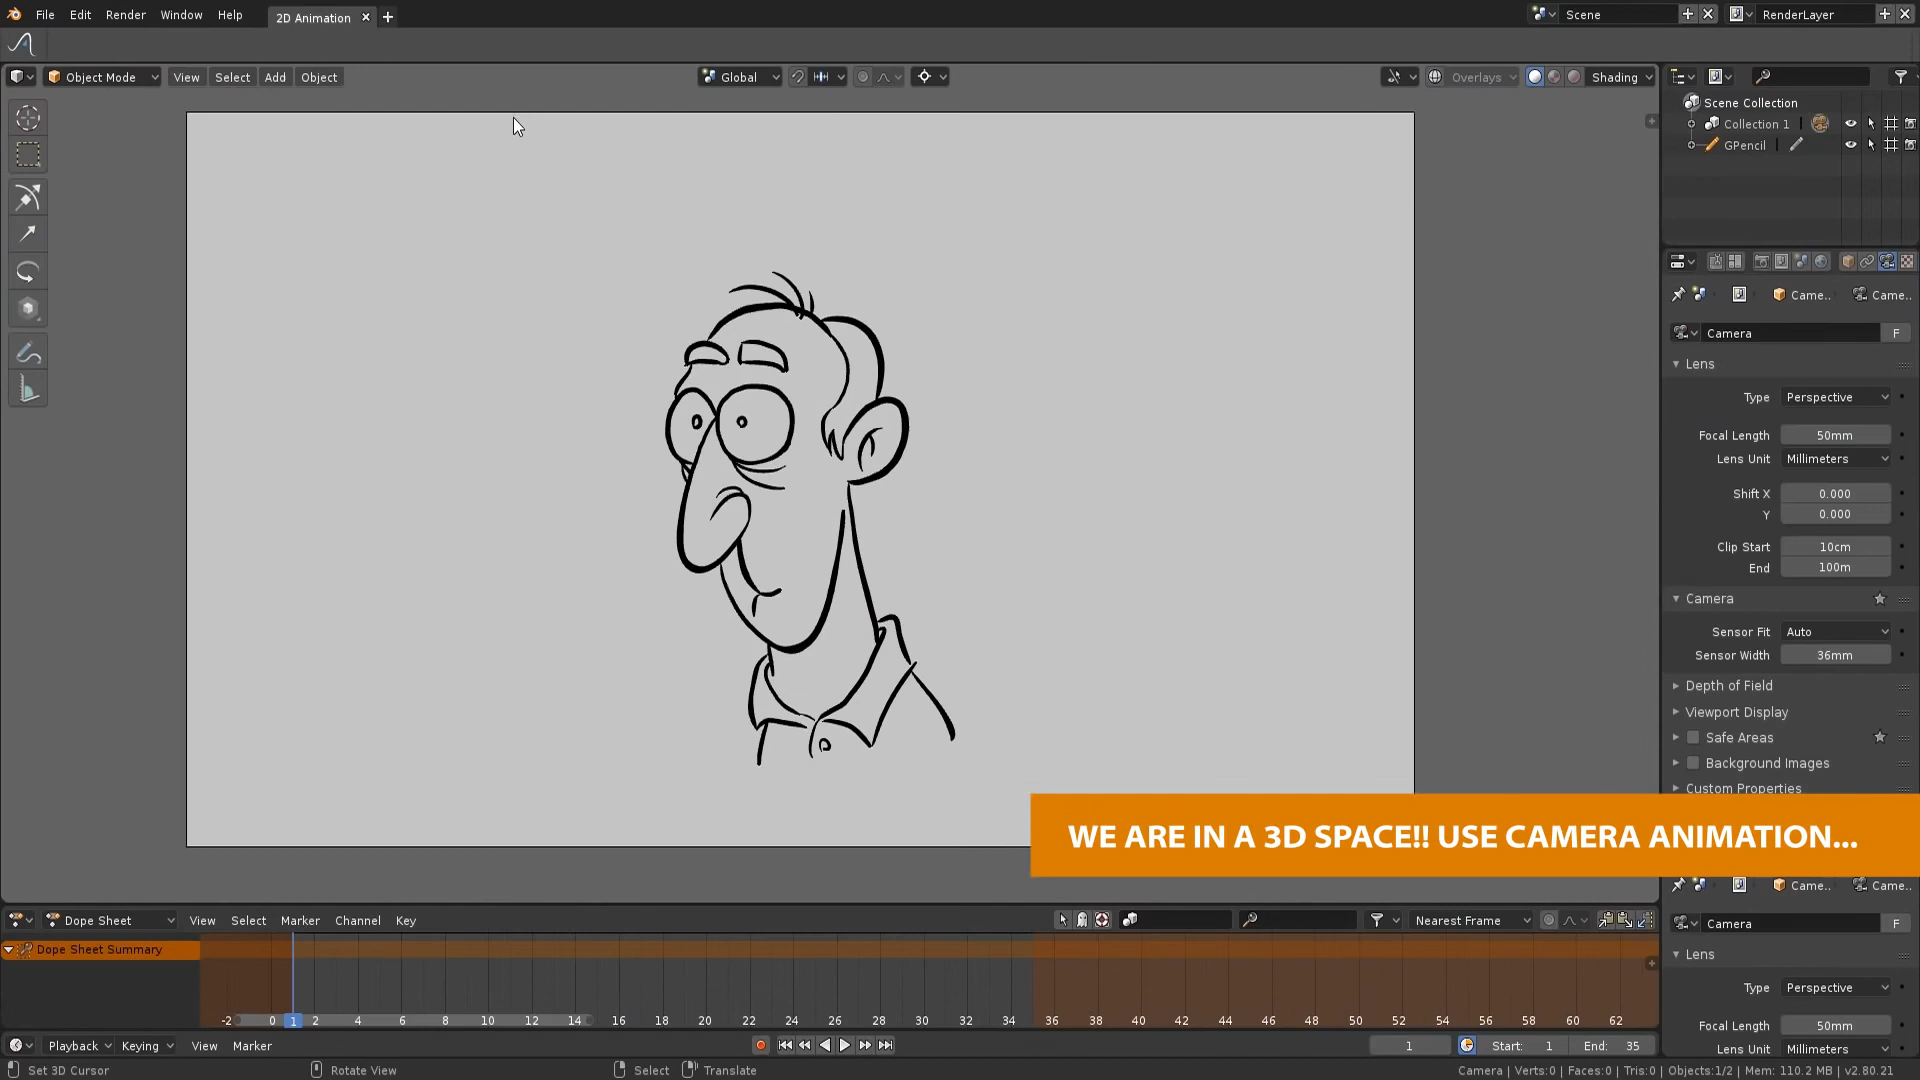 File Edit Render Window Help 2D Animation Scene RenderLayer
Object Mode View Select Add Object Global Overlays Shading
Scene Collection
Collection 1
GPencil
Came.. Came..
Camera F
Lens
Type Perspective
Focal Length 50mm
Lens Unit Millimeters
Shift X 0.000
Y 0.000
Clip Start 10cm
End 100m
Camera
Sensor Fit Auto
Sensor Width 36mm
Depth of Field
Viewport Display
Safe Areas
Background Images
Custom Properties
WE ARE IN A 3D SPACE!! USE CAMERA ANIMATION...
Came.. Came..
Camera F
Lens
Type Perspective
Focal Length 50mm
Lens Unit Millimeters
Dope Sheet View Select Marker Channel Key Nearest Frame
Dope Sheet Summary
-2 0 1 2 4 6 8 10 12 14 16 18 20 22 24 26 28 30 32 34 36 38 40 42 44 46 48 50 52 54 56 58 60 62
Playback Keying View Marker 1 Start: 1 End: 35
Set 3D Cursor Rotate View Select Translate Camera | Verts:0 | Faces:0 | Tris:0 | Objects:1/2 | Mem: 110.2 MB | v2.80.21